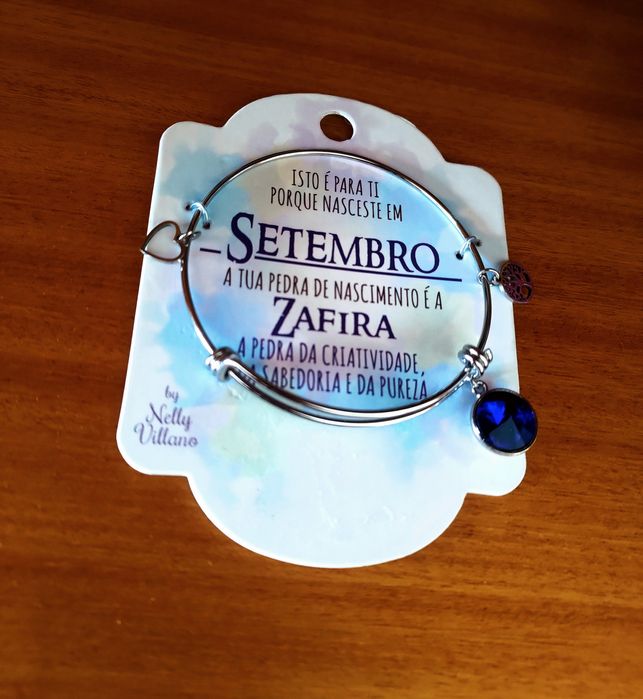 ISTO É PARA TI
PORQUE NASCESTE EM
SETEMBRO
A TUA PEDRA DE NASCIMENTO É A
ZAFIRA
A PEDRA DA CRIATIVIDADE,
SABEDORIA E DA PUREZA
by
Nelly
Villano